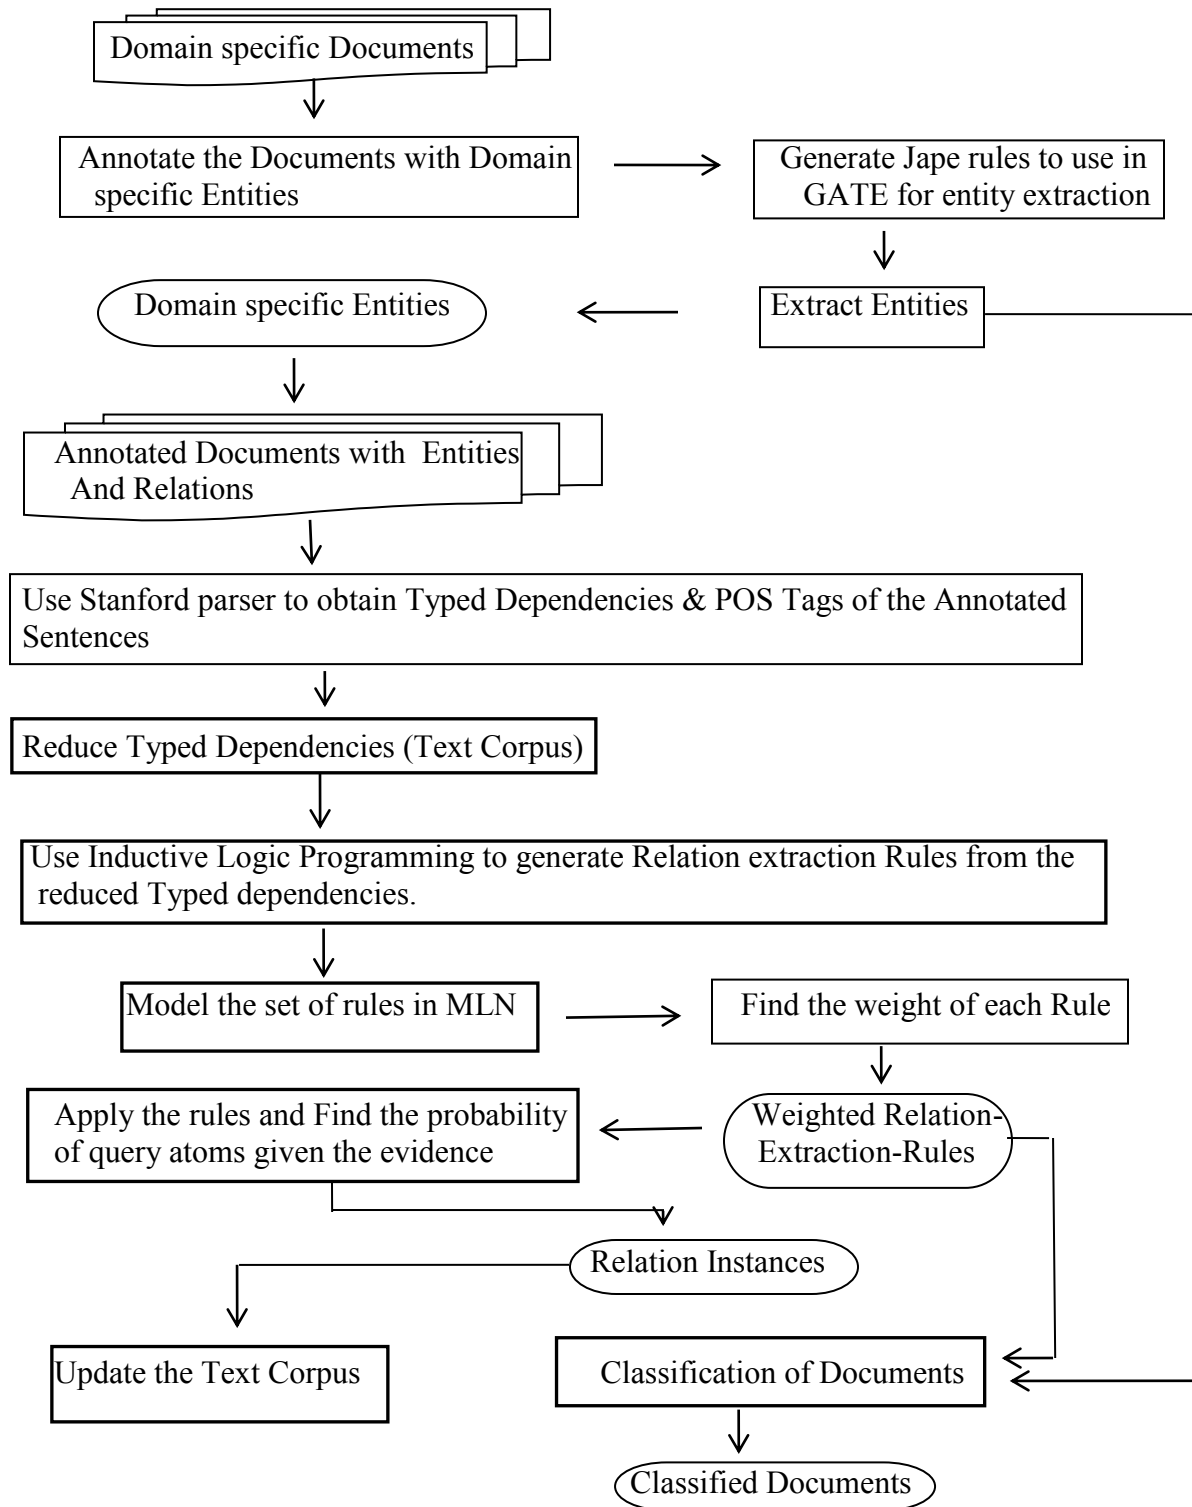 Domain specific Documents
Annotate the Documents with Domain
specific Entities
Generate Jape rules to use in
GATE for entity extraction
Domain specific Entities
Extract Entities
Annotated Documents with Entities
And Relations
Use Stanford parser to obtain Typed Dependencies & POS Tags of the Annotated
Sentences
Reduce Typed Dependencies (Text Corpus)
Use Inductive Logic Programming to generate Relation extraction Rules from the
reduced Typed dependencies.
Model the set of rules in MLN
Find the weight of each Rule
Apply the rules and Find the probability
of query atoms given the evidence
Weighted Relation-
Extraction-Rules
Relation Instances
Update the Text Corpus
Classification of Documents
Classified Documents